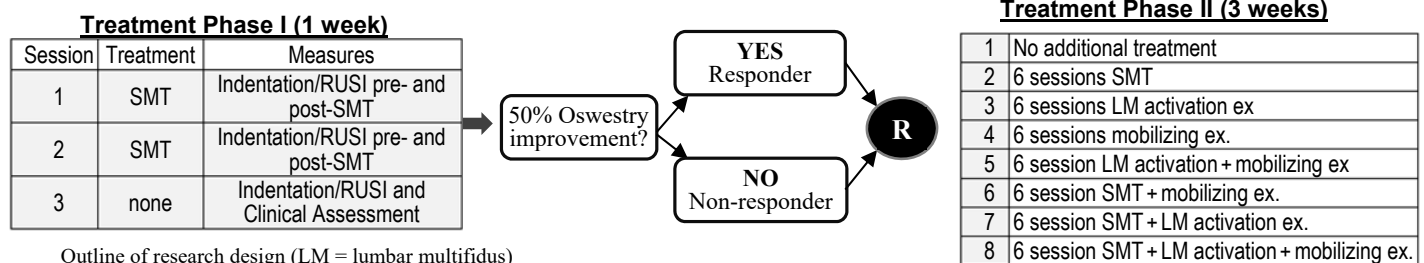 Treatment Phase I (1 week)
Session Treatment Measures
1 SMT Indentation/RUSI pre- and
post-SMT
2 SMT Indentation/RUSI pre- and
post-SMT
3 none Indentation/RUSI and
Clinical Assessment
Outline of research design (LM = lumbar multifidus)
50% Oswestry
improvement?
YES
Responder
NO
Non-responder
R
Treatment Phase II (3 weeks)
1 No additional treatment
2 6 sessions SMT
3 6 sessions LM activation ex
4 6 sessions mobilizing ex.
5 6 session LM activation + mobilizing ex
6 6 session SMT + mobilizing ex.
7 6 session SMT + LM activation ex.
8 6 session SMT + LM activation + mobilizing ex.